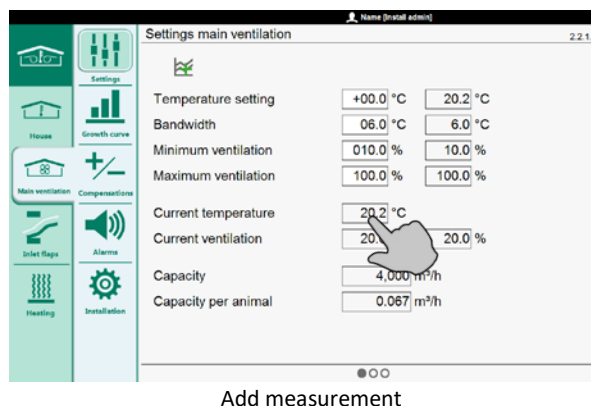 Name [Install admin]
Settings main ventilation
2.2.1.
Settings
House
Growth curve
Main ventilation
Compensations
Inlet flaps
Alarms
Heating
Installation
Temperature setting +00.0 °C 20.2 °C
Bandwidth 06.0 °C 6.0 °C
Minimum ventilation 010.0 % 10.0 %
Maximum ventilation 100.0 % 100.0 %
Current temperature 20.2 °C
Current ventilation 20. 20.0 %
Capacity 4,000 m³/h
Capacity per animal 0.067 m³/h
Add measurement